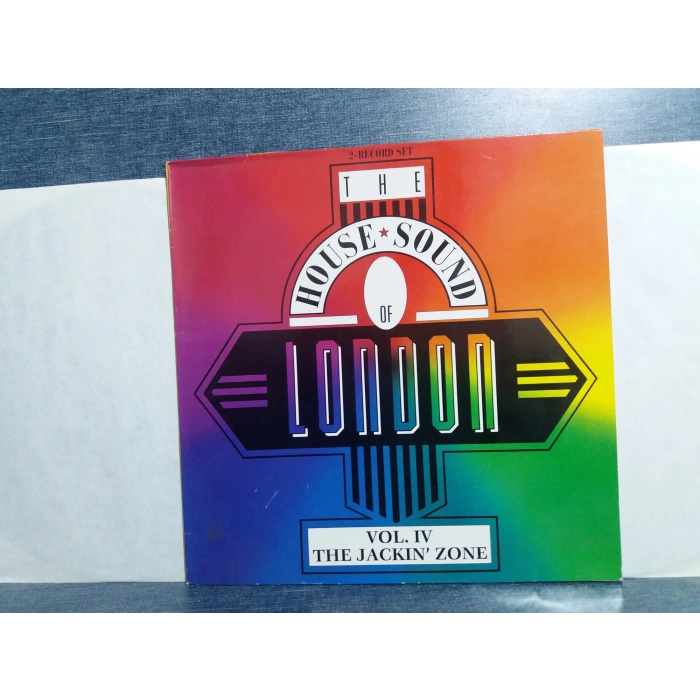 2-RECORD SET
THE
HOUSE★SOUND
OF
LONDON
VOL. IV
THE JACKIN' ZONE